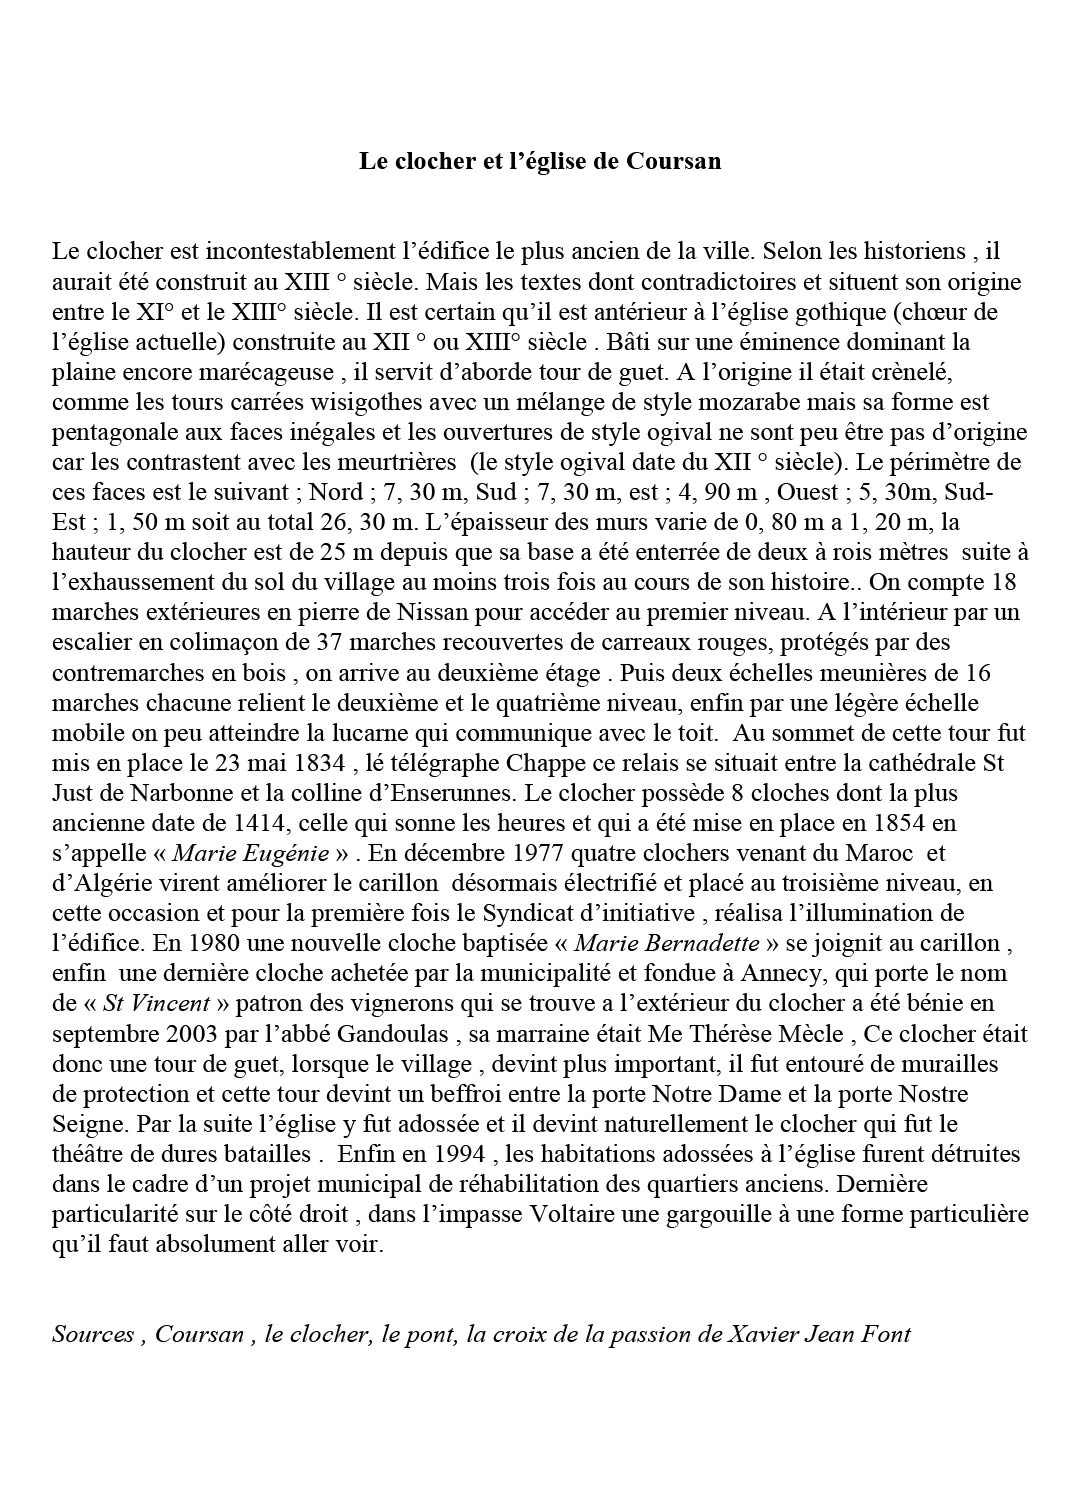 Le clocher et l’église de Coursan
Le clocher est incontestablement l’édifice le plus ancien de la ville. Selon les historiens , il
aurait été construit au XIII ° siècle. Mais les textes dont contradictoires et situent son origine
entre le XI° et le XIII° siècle. Il est certain qu’il est antérieur à l’église gothique (chœur de
l’église actuelle) construite au XII ° ou XIII° siècle . Bâti sur une éminence dominant la
plaine encore marécageuse , il servit d’aborde tour de guet. A l’origine il était crènelé,
comme les tours carrées wisigothes avec un mélange de style mozarabe mais sa forme est
pentagonale aux faces inégales et les ouvertures de style ogival ne sont peu être pas d’origine
car les contrastent avec les meurtrières  (le style ogival date du XII ° siècle). Le périmètre de
ces faces est le suivant ; Nord ; 7, 30 m, Sud ; 7, 30 m, est ; 4, 90 m , Ouest ; 5, 30m, Sud-
Est ; 1, 50 m soit au total 26, 30 m. L’épaisseur des murs varie de 0, 80 m a 1, 20 m, la
hauteur du clocher est de 25 m depuis que sa base a été enterrée de deux à rois mètres  suite à
l’exhaussement du sol du village au moins trois fois au cours de son histoire.. On compte 18
marches extérieures en pierre de Nissan pour accéder au premier niveau. A l’intérieur par un
escalier en colimaçon de 37 marches recouvertes de carreaux rouges, protégés par des
contremarches en bois , on arrive au deuxième étage . Puis deux échelles meunières de 16
marches chacune relient le deuxième et le quatrième niveau, enfin par une légère échelle
mobile on peu atteindre la lucarne qui communique avec le toit.  Au sommet de cette tour fut
mis en place le 23 mai 1834 , lé télégraphe Chappe ce relais se situait entre la cathédrale St
Just de Narbonne et la colline d’Enserunnes. Le clocher possède 8 cloches dont la plus
ancienne date de 1414, celle qui sonne les heures et qui a été mise en place en 1854 en
s’appelle « Marie Eugénie » . En décembre 1977 quatre clochers venant du Maroc  et
d’Algérie virent améliorer le carillon  désormais électrifié et placé au troisième niveau, en
cette occasion et pour la première fois le Syndicat d’initiative , réalisa l’illumination de
l’édifice. En 1980 une nouvelle cloche baptisée « Marie Bernadette » se joignit au carillon ,
enfin  une dernière cloche achetée par la municipalité et fondue à Annecy, qui porte le nom
de « St Vincent » patron des vignerons qui se trouve a l’extérieur du clocher a été bénie en
septembre 2003 par l’abbé Gandoulas , sa marraine était Me Thérèse Mècle , Ce clocher était
donc une tour de guet, lorsque le village , devint plus important, il fut entouré de murailles
de protection et cette tour devint un beffroi entre la porte Notre Dame et la porte Nostre
Seigne. Par la suite l’église y fut adossée et il devint naturellement le clocher qui fut le
théâtre de dures batailles .  Enfin en 1994 , les habitations adossées à l’église furent détruites
dans le cadre d’un projet municipal de réhabilitation des quartiers anciens. Dernière
particularité sur le côté droit , dans l’impasse Voltaire une gargouille à une forme particulière
qu’il faut absolument aller voir.
Sources , Coursan , le clocher, le pont, la croix de la passion de Xavier Jean Font